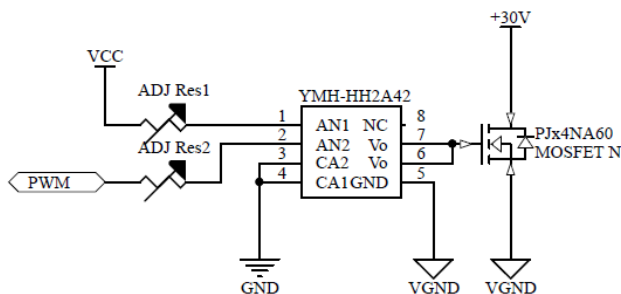 +30V
VCC
ADJ Res1
YMH-HH2A42
1 AN1 NC 8
2 AN2 Vo 7
3 CA2 Vo 6
4 CA1 GND 5
PJx4NA60
MOSFET N
ADJ Res2
PWM
GND
VGND
VGND